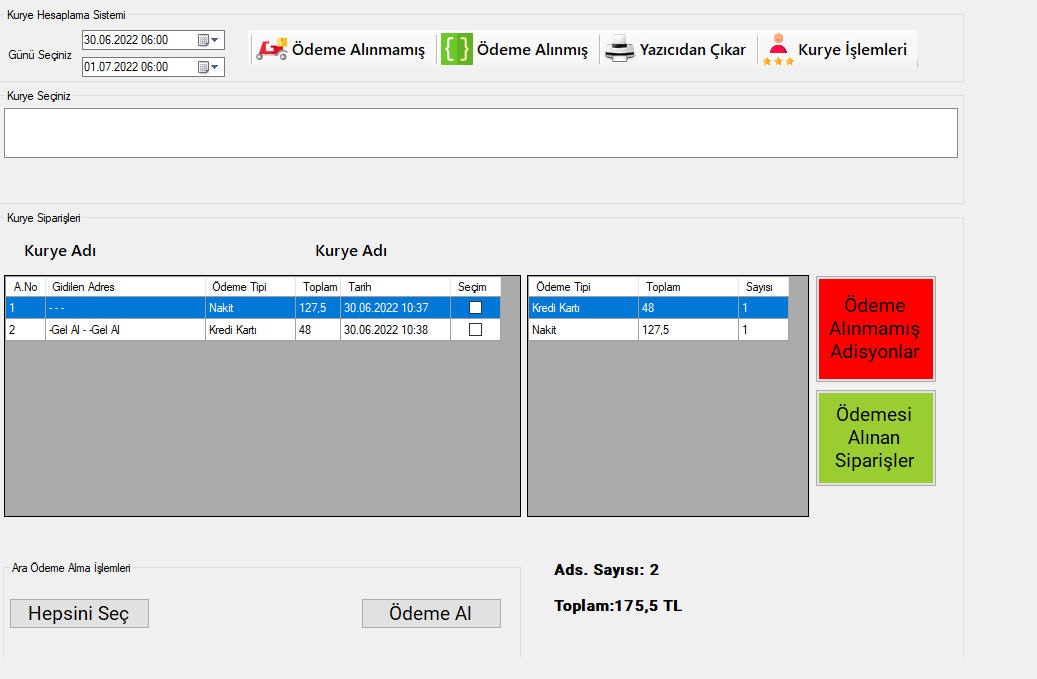 Kurye Hesaplama Sistemi
Günü Seçiniz
30.06.2022 06:00
01.07.2022 06:00
Ödeme Alınmamış
Ödeme Alınmış
Yazıcıdan Çıkar
Kurye İşlemleri
Kurye Seçiniz
Kurye Siparişleri
Kurye Adı Kurye Adı
A.No Gidilen Adres Ödeme Tipi Toplam Tarih Seçim
1 - - - Nakit 127,5 30.06.2022 10:37
2 -Gel Al - -Gel Al Kredi Kartı 48 30.06.2022 10:38
Ödeme Tipi Toplam Sayısı
Kredi Kartı 48 1
Nakit 127,5 1
Ödeme
Alınmamış
Adisyonlar
Ödemesi
Alınan
Siparişler
Ara Ödeme Alma İşlemleri
Hepsini Seç
Ödeme Al
Ads. Sayısı: 2
Toplam:175,5 TL